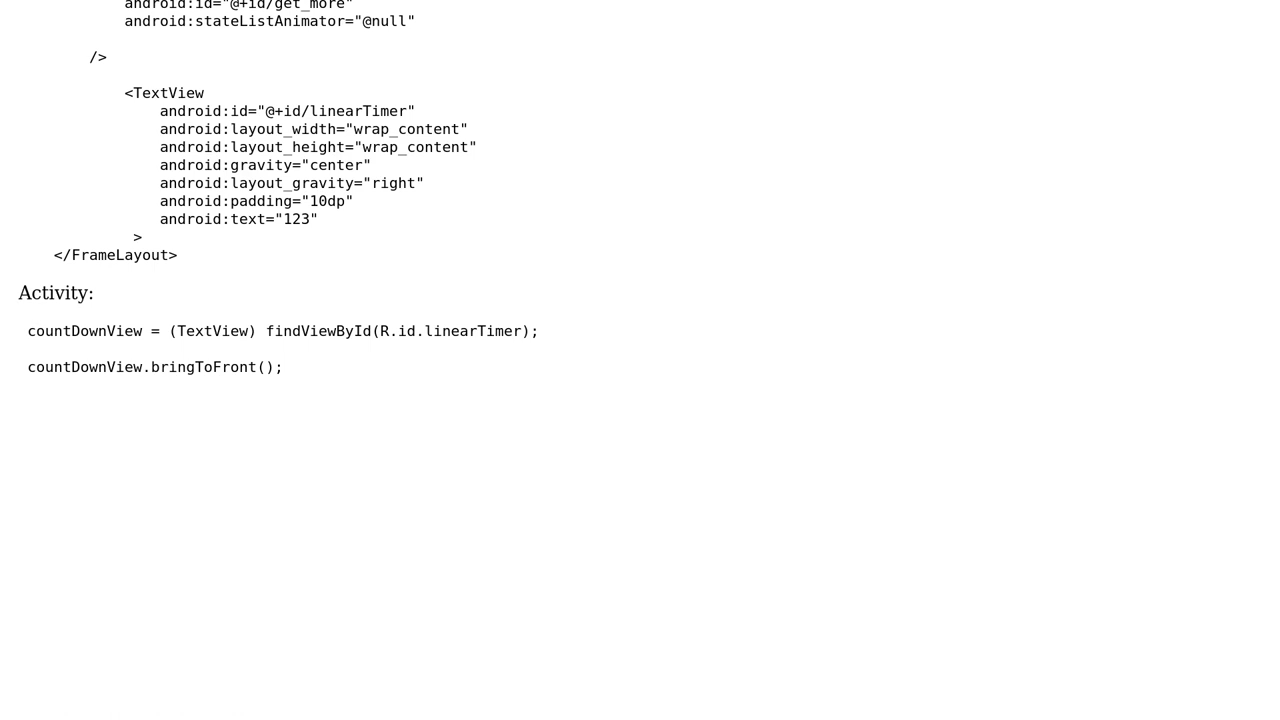 android:id="@+id/get_more"
android:stateListAnimator="@null"
/>
<TextView
android:id="@+id/linearTimer"
android:layout_width="wrap_content"
android:layout_height="wrap_content"
android:gravity="center"
android:layout_gravity="right"
android:padding="10dp"
android:text="123"
>
</FrameLayout>
Activity:
countDownView = (TextView) findViewById(R.id.linearTimer);
countDownView.bringToFront();